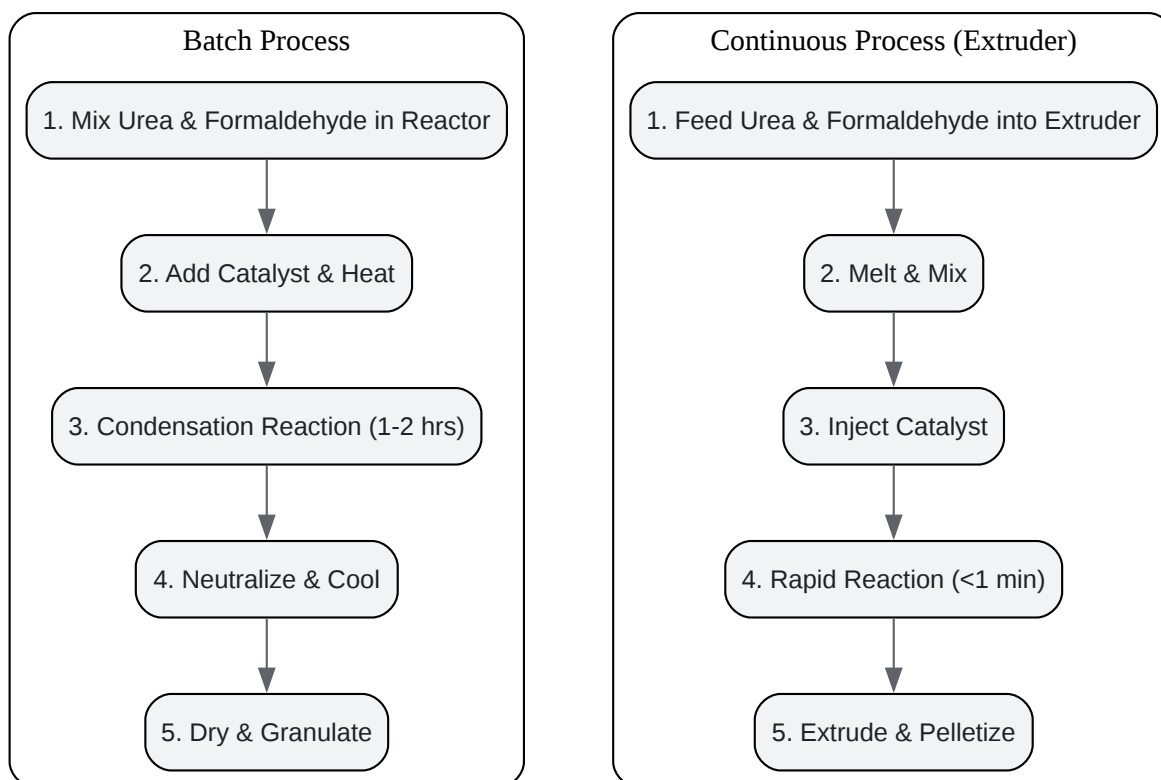 Batch Process
1. Mix Urea & Formaldehyde in Reactor
2. Add Catalyst & Heat
3. Condensation Reaction (1-2 hrs)
4. Neutralize & Cool
5. Dry & Granulate
Continuous Process (Extruder)
1. Feed Urea & Formaldehyde into Extruder
2. Melt & Mix
3. Inject Catalyst
4. Rapid Reaction (<1 min)
5. Extrude & Pelletize